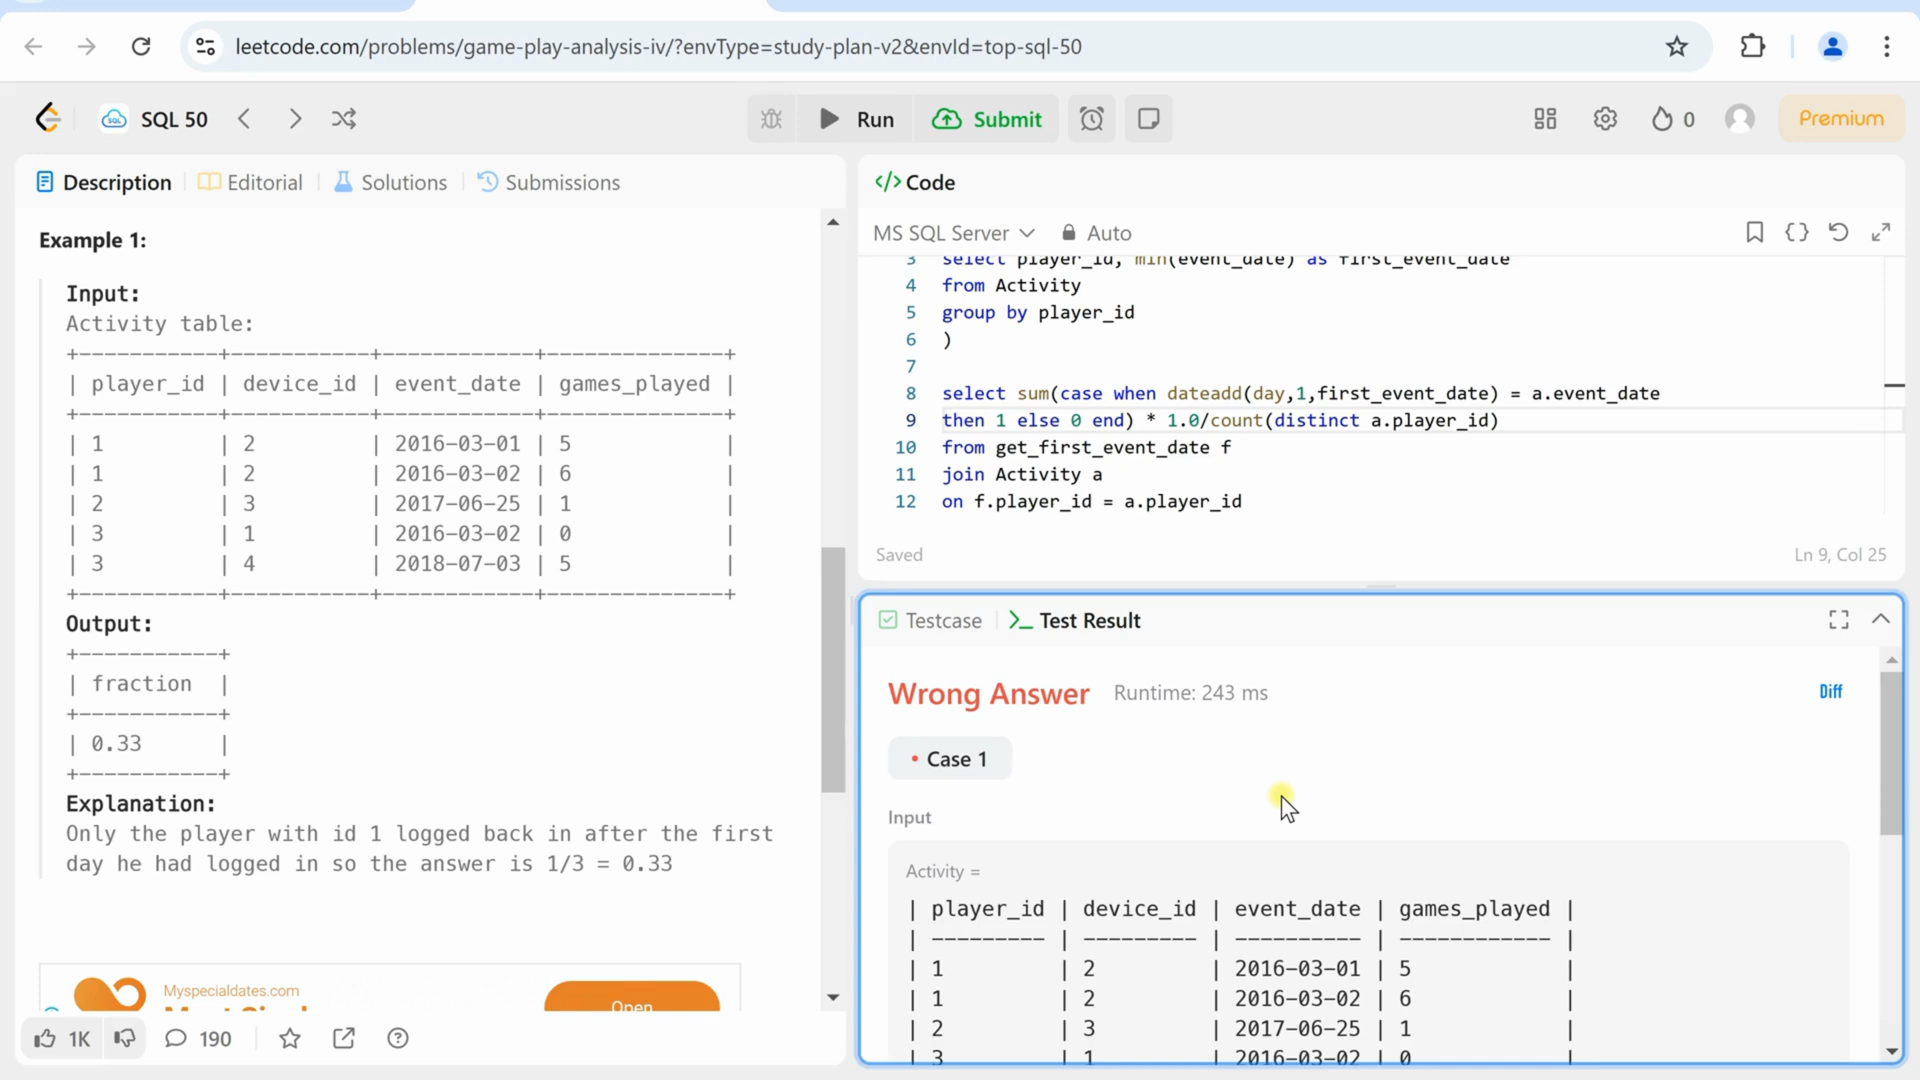 leetcode.com/problems/game-play-analysis-iv/?envType=study-plan-v2&envId=top-sql-50
SQL 50
Run
Submit
0
Premium
Description
Editorial
Solutions
Submissions
Example 1:
Input:
Activity table:
+-----------+-----------+------------+--------------+
| player_id | device_id | event_date | games_played |
+-----------+-----------+------------+--------------+
| 1 | 2 | 2016-03-01 | 5 |
| 1 | 2 | 2016-03-02 | 6 |
| 2 | 3 | 2017-06-25 | 1 |
| 3 | 1 | 2016-03-02 | 0 |
| 3 | 4 | 2018-07-03 | 5 |
+-----------+-----------+------------+--------------+
Output:
+-----------+
| fraction |
+-----------+
| 0.33 |
+-----------+
Explanation:
Only the player with id 1 logged back in after the first
day he had logged in so the answer is 1/3 = 0.33
Myspecialdates.com
Open
1K
190
</> Code
MS SQL Server
Auto
3 select player_id, min(event_date) as first_event_date
4 from Activity
5 group by player_id
6 )
7
8 select sum(case when dateadd(day,1,first_event_date) = a.event_date
9 then 1 else 0 end) * 1.0/count(distinct a.player_id)
10 from get_first_event_date f
11 join Activity a
12 on f.player_id = a.player_id
Saved
Ln 9, Col 25
Testcase
Test Result
Wrong Answer
Runtime: 243 ms
Diff
Case 1
Input
Activity =
| player_id | device_id | event_date | games_played |
| --------- | --------- | ---------- | ------------ |
| 1 | 2 | 2016-03-01 | 5 |
| 1 | 2 | 2016-03-02 | 6 |
| 2 | 3 | 2017-06-25 | 1 |
| 3 | 1 | 2016-03-02 | 0 |